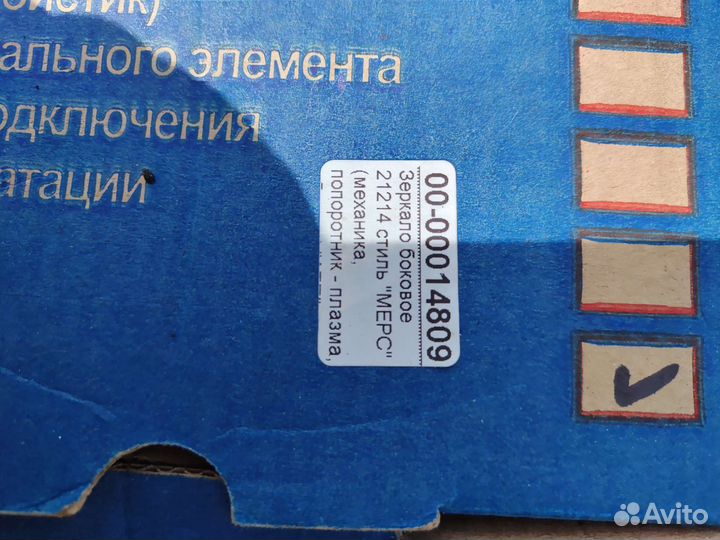 ального элемента
одключения
атации
00-00014809
Зеркало боковое
21214 стиль "МЕРС"
(механика,
попоротник - плазма,
Avito